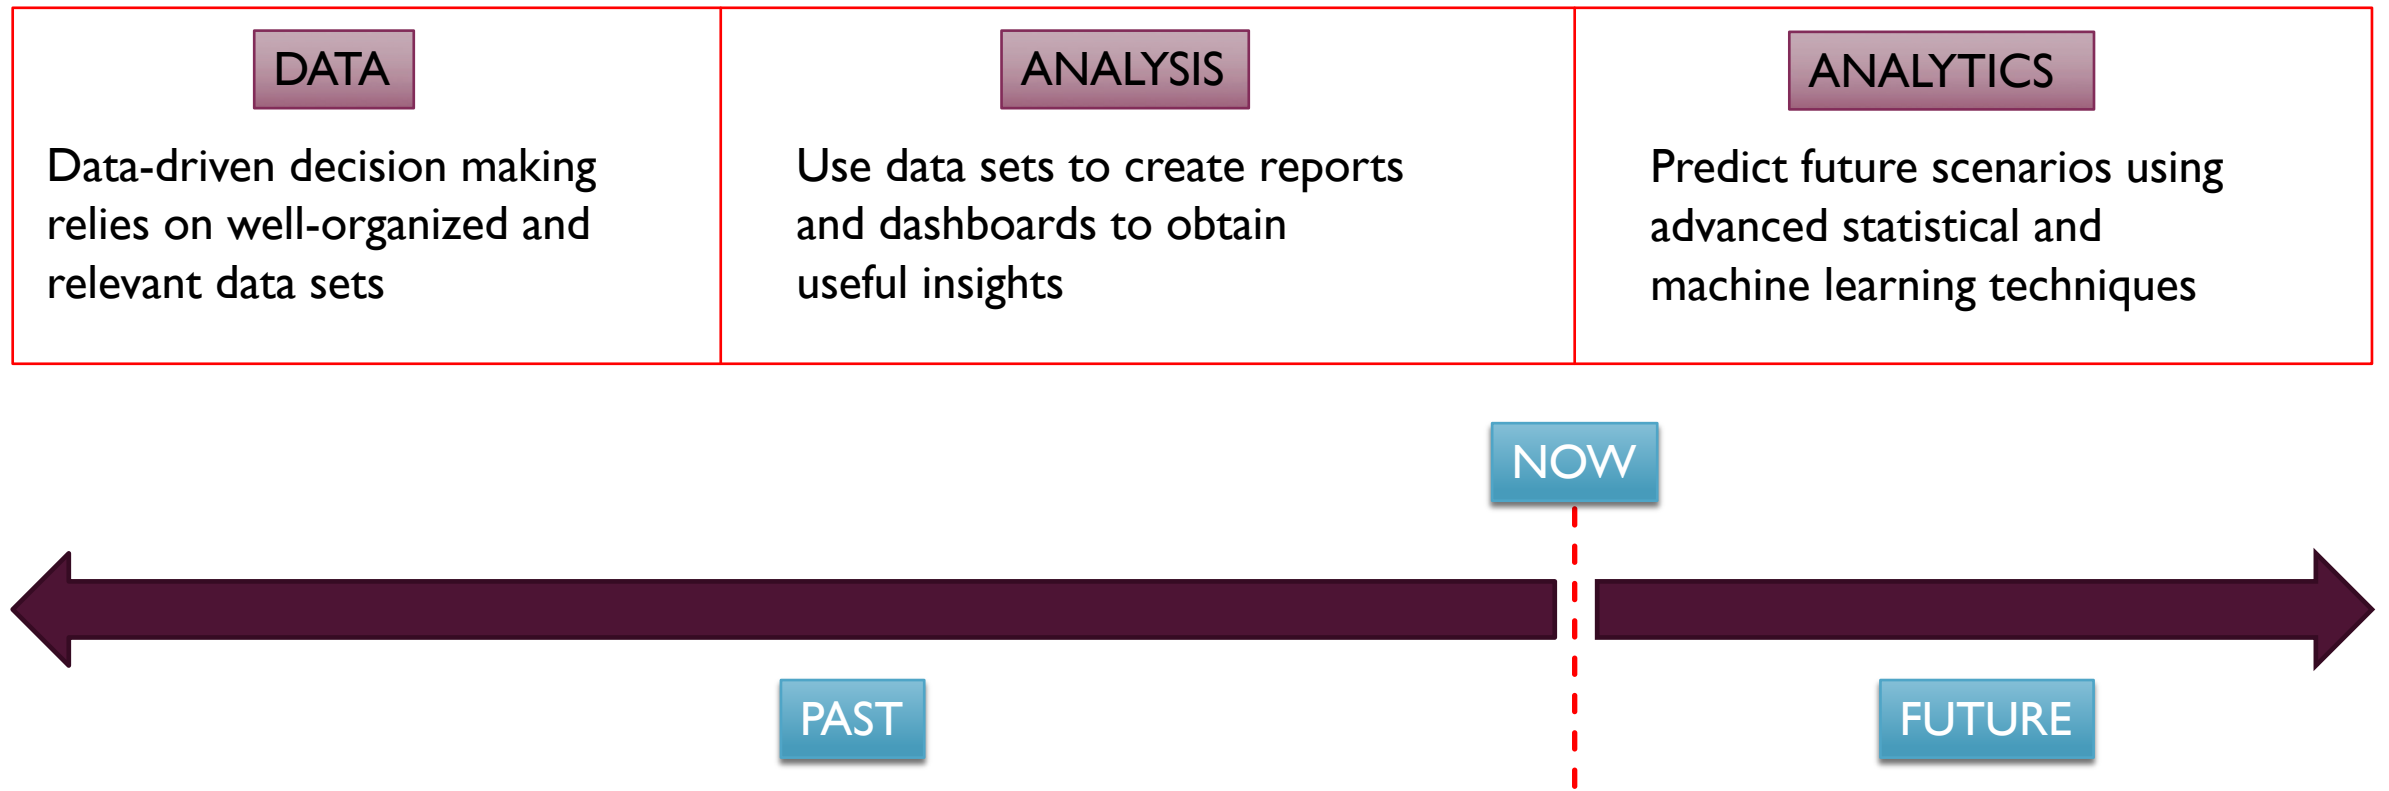 DATA
Data-driven decision making
relies on well-organized and
relevant data sets
ANALYSIS
Use data sets to create reports
and dashboards to obtain
useful insights
ANALYTICS
Predict future scenarios using
advanced statistical and
machine learning techniques
NOW
PAST
FUTURE